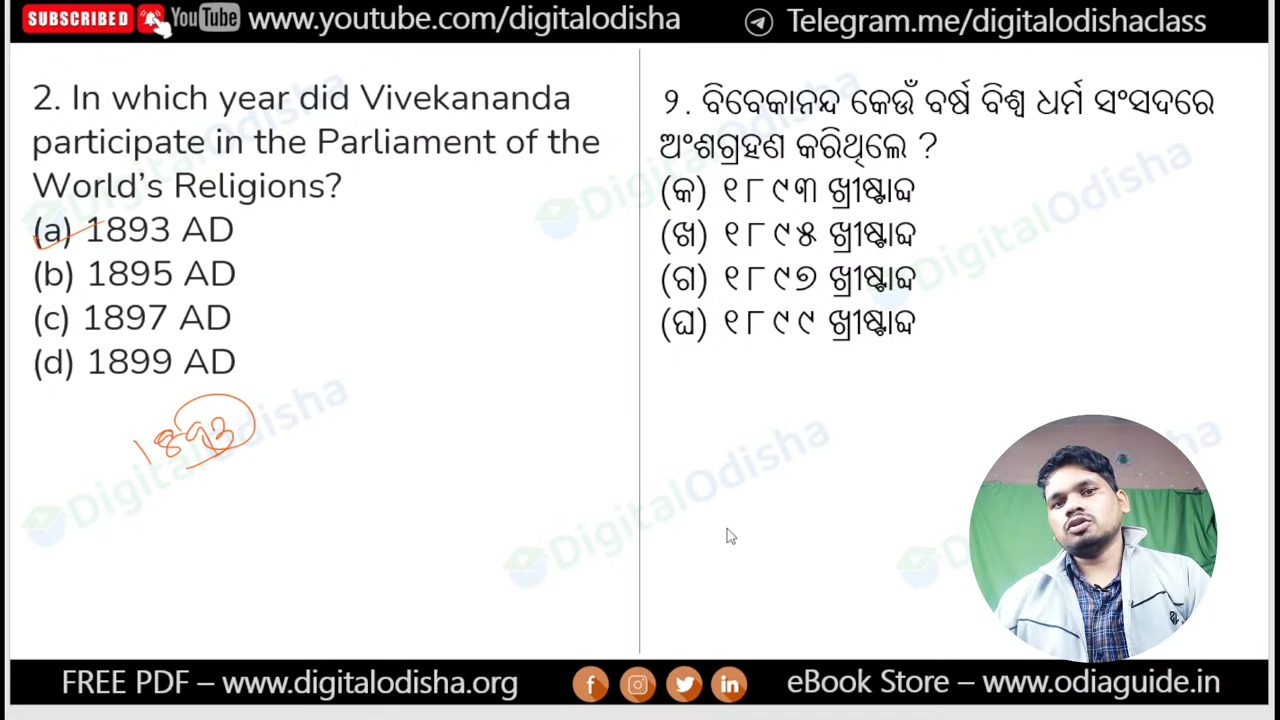 SUBSCRIBED YouTube www.youtube.com/digitalodisha
Telegram.me/digitalodishaclass
2. In which year did Vivekananda
participate in the Parliament of the
World's Religions?
(a) 1893 AD
(b) 1895 AD
(c) 1897 AD
(d) 1899 AD
୨. ବିବେକାନନ୍ଦ କେଉଁ ବର୍ଷ ବିଶ୍ୱ ଧର୍ମ ସଂସଦରେ
ଅଂଶଗ୍ରହଣ କରିଥିଲେ ?
(କ) ୧୮୯୩ ଖ୍ରୀଷ୍ଟାବ୍ଦ
(ଖ) ୧୮୯୫ ଖ୍ରୀଷ୍ଟାବ୍ଦ
(ଗ) ୧୮୯୭ ଖ୍ରୀଷ୍ଟାବ୍ଦ
(ଘ) ୧୮୯୯ ଖ୍ରୀଷ୍ଟାବ୍ଦ
DigitalOdisha
FREE PDF – www.digitalodisha.org
eBook Store – www.odiaguide.in